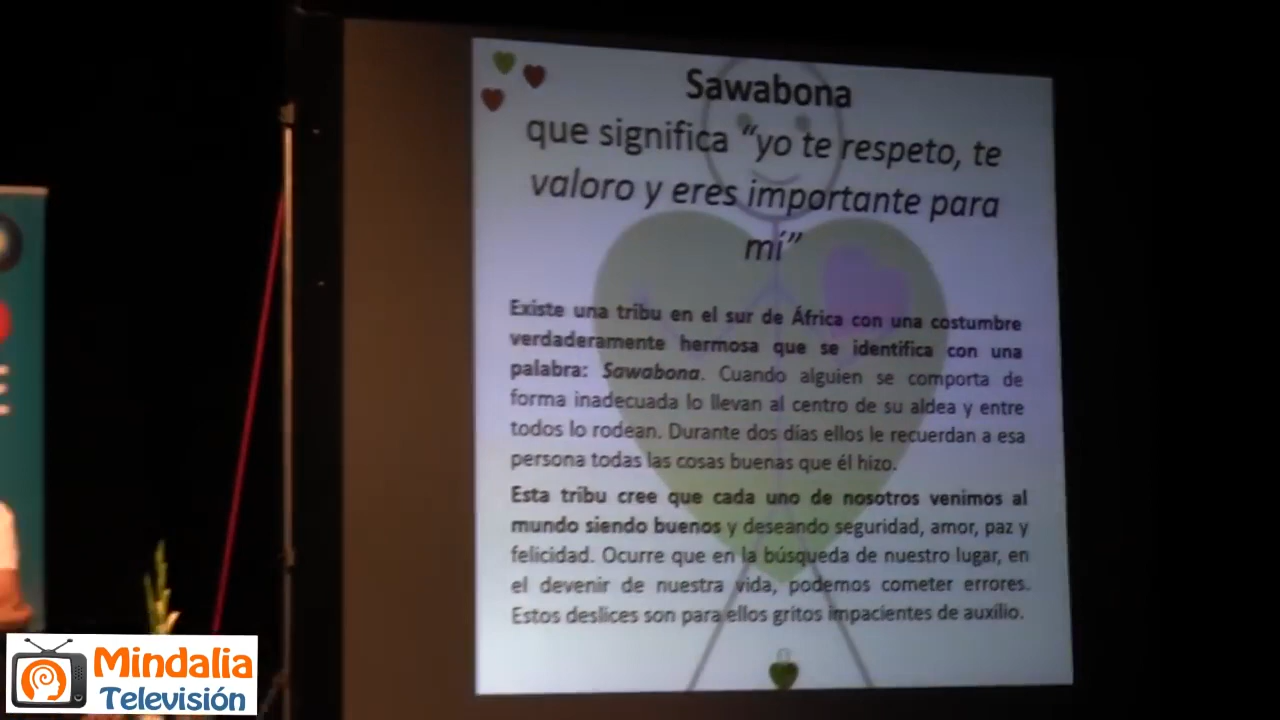 Sawabona
que significa “yo te respeto, te
valoro y eres importante para
mí”
Existe una tribu en el sur de África con una costumbre
verdaderamente hermosa que se identifica con una
palabra: Sawabona. Cuando alguien se comporta de
forma inadecuada lo llevan al centro de su aldea y entre
todos lo rodean. Durante dos días ellos le recuerdan a esa
persona todas las cosas buenas que él hizo.
Esta tribu cree que cada uno de nosotros venimos al
mundo siendo buenos y deseando seguridad, amor, paz y
felicidad. Ocurre que en la búsqueda de nuestro lugar, en
el devenir de nuestra vida, podemos cometer errores.
Estos deslices son para ellos gritos impacientes de auxilio.
Mindalia
Televisión